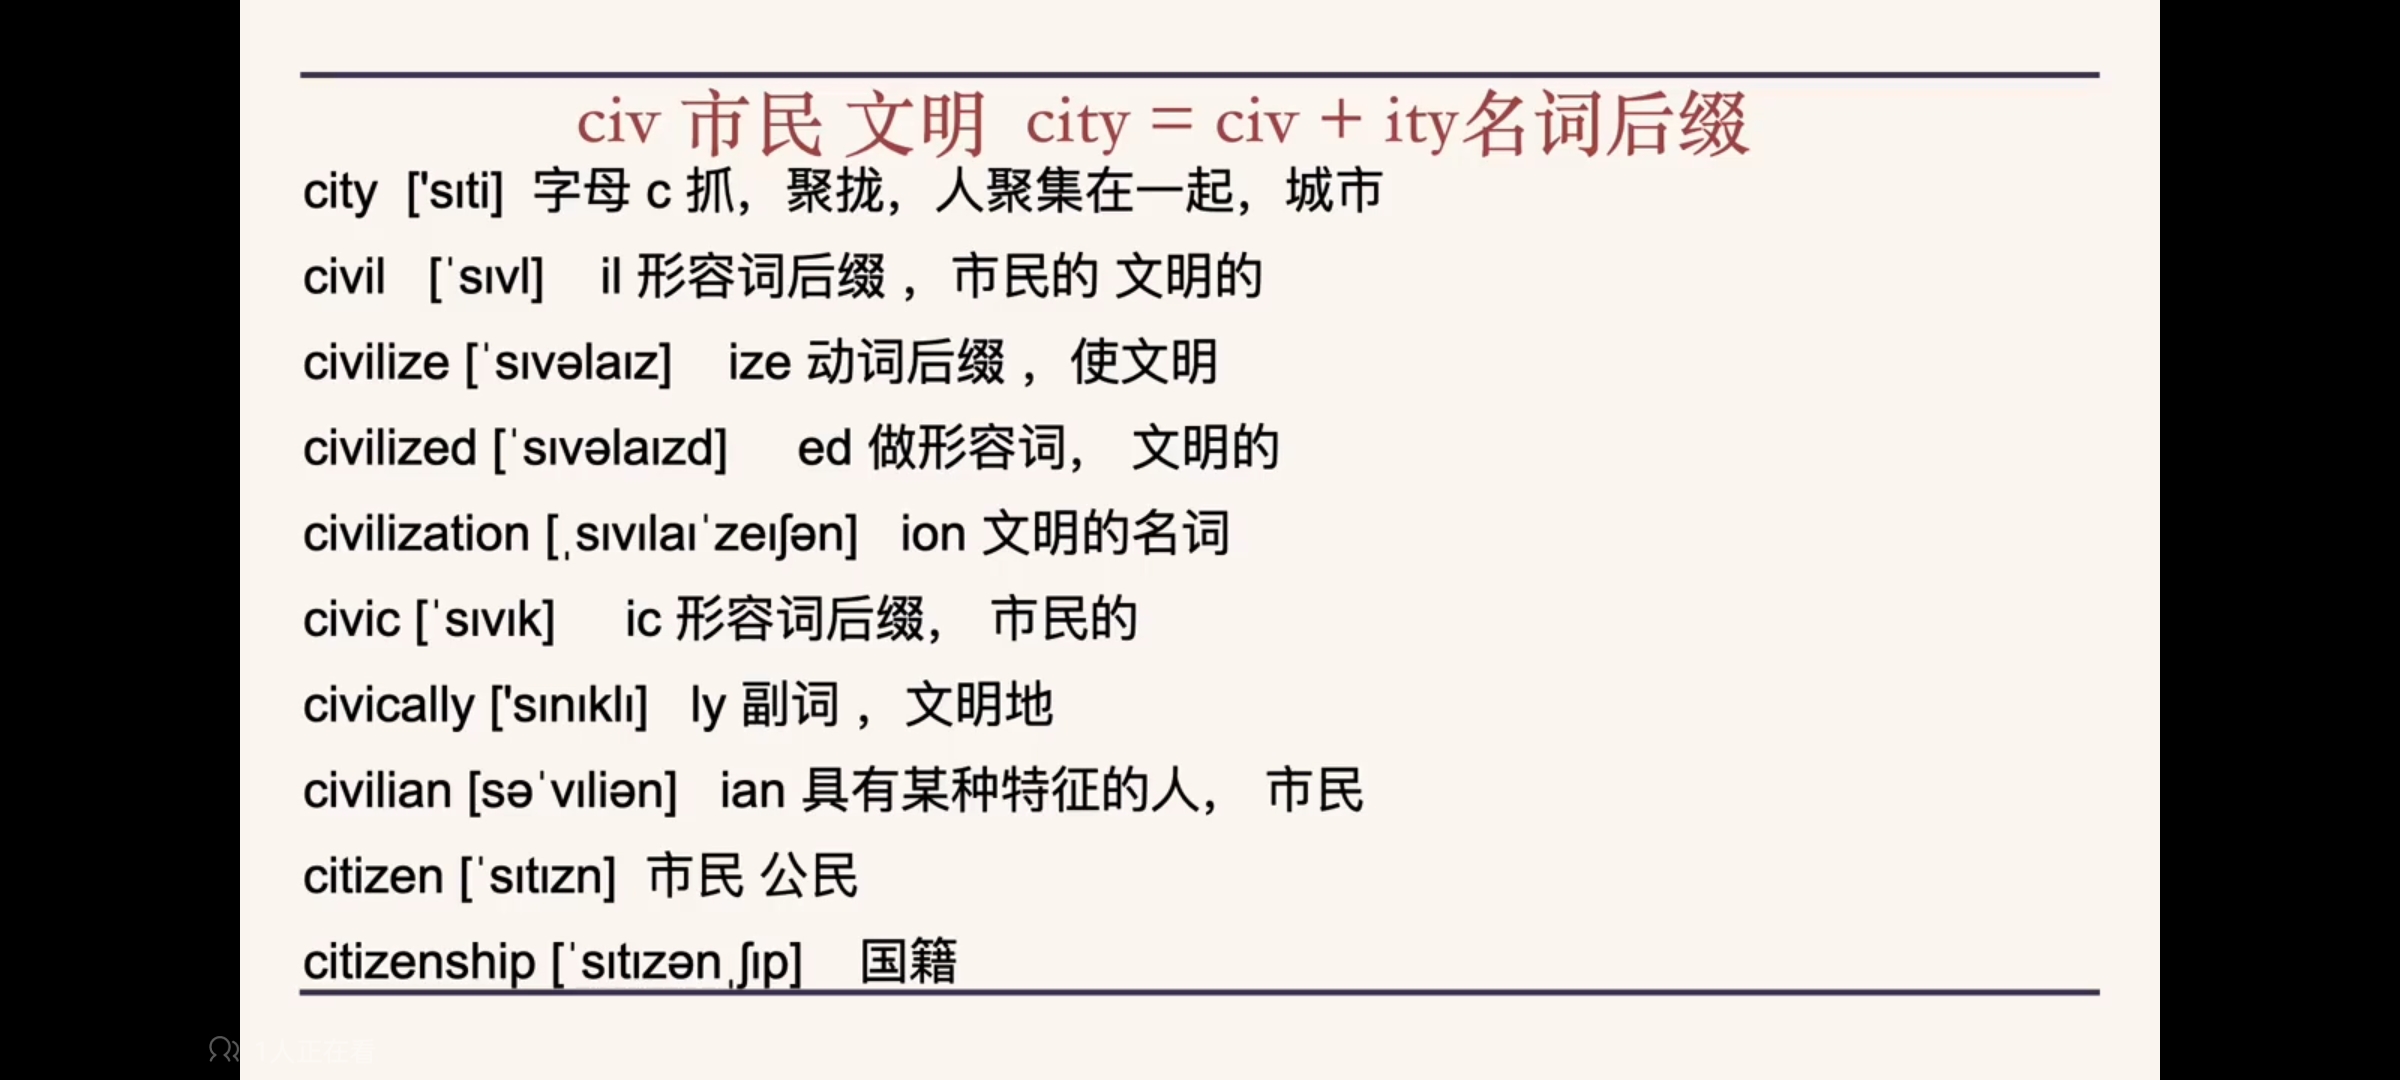 civ 市民 文明 city = civ + ity名词后缀
city ['sɪti] 字母 c 抓，聚拢，人聚集在一起，城市
civil [ˈsɪvl] il 形容词后缀 ，市民的 文明的
civilize [ˈsɪvəlaɪz] ize 动词后缀 ，使文明
civilized [ˈsɪvəlaɪzd] ed 做形容词， 文明的
civilization [ˌsɪvɪlaɪˈzeɪʃən] ion 文明的名词
civic [ˈsɪvɪk] ic 形容词后缀， 市民的
civically ['sɪnɪklɪ] ly 副词 ，文明地
civilian [səˈvɪliən] ian 具有某种特征的人， 市民
citizen [ˈsɪtɪzn] 市民 公民
citizenship [ˈsɪtɪzənˌʃɪp] 国籍
1人正在看